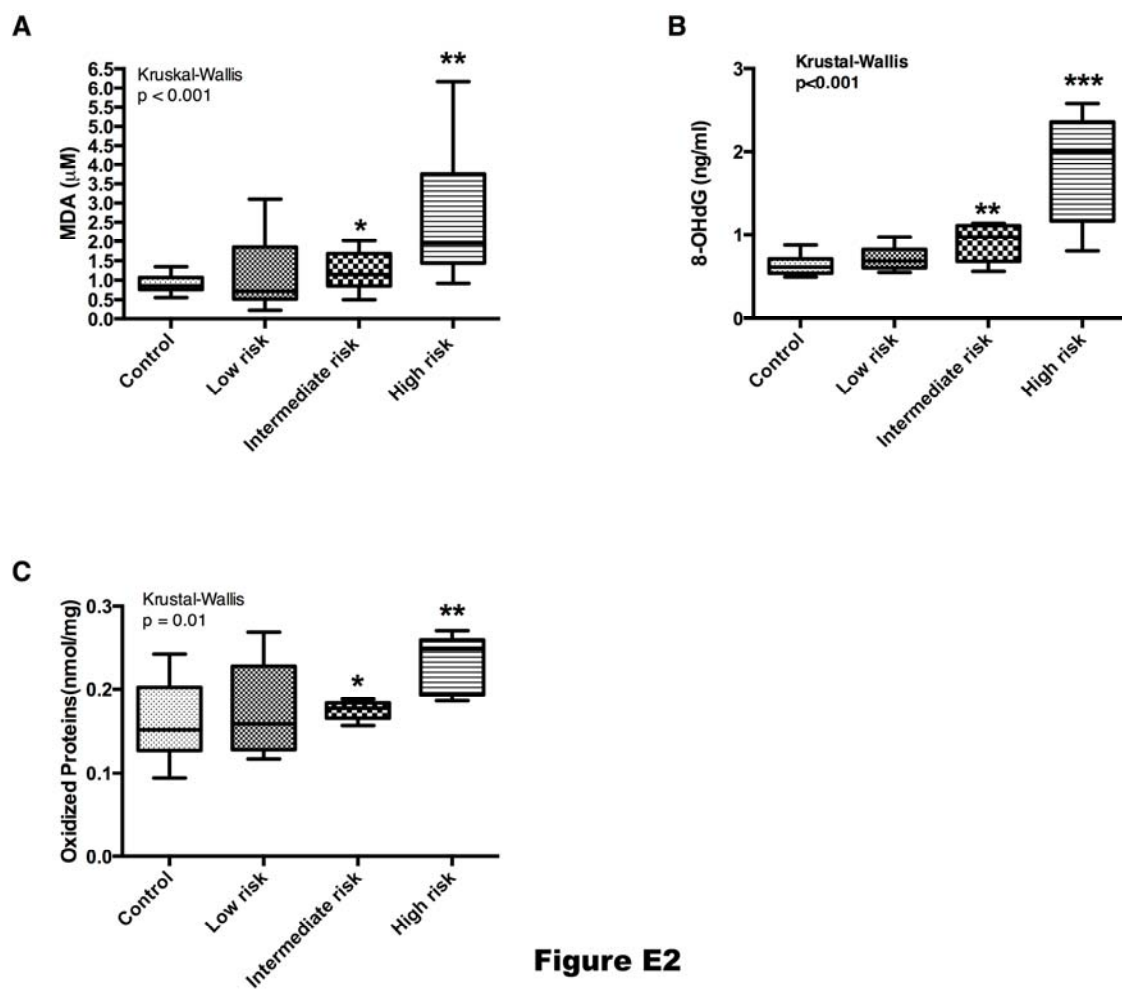 A
Kruskal-Wallis
p < 0.001
**
*
MDA (μM)
6.5
6.0
5.5
5.0
4.5
4.0
3.5
3.0
2.5
2.0
1.5
1.0
0.5
0.0
Control
Low risk
Intermediate risk
High risk
B
Krustal-Wallis
p<0.001
***
**
8-OHdG (ng/ml)
3
2
1
0
Control
Low risk
Intermediate risk
High risk
C
Krustal-Wallis
p = 0.01
**
*
Oxidized Proteins(nmol/mg)
0.3
0.2
0.1
0.0
Control
Low risk
Intermediate risk
High risk
Figure E2